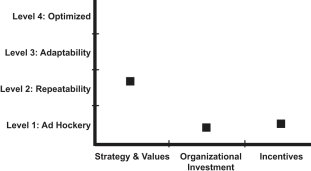 Level 4: Optimized
Level 3: Adaptability
Level 2: Repeatability
Level 1: Ad Hockery
Strategy & Values
Organizational
Investment
Incentives